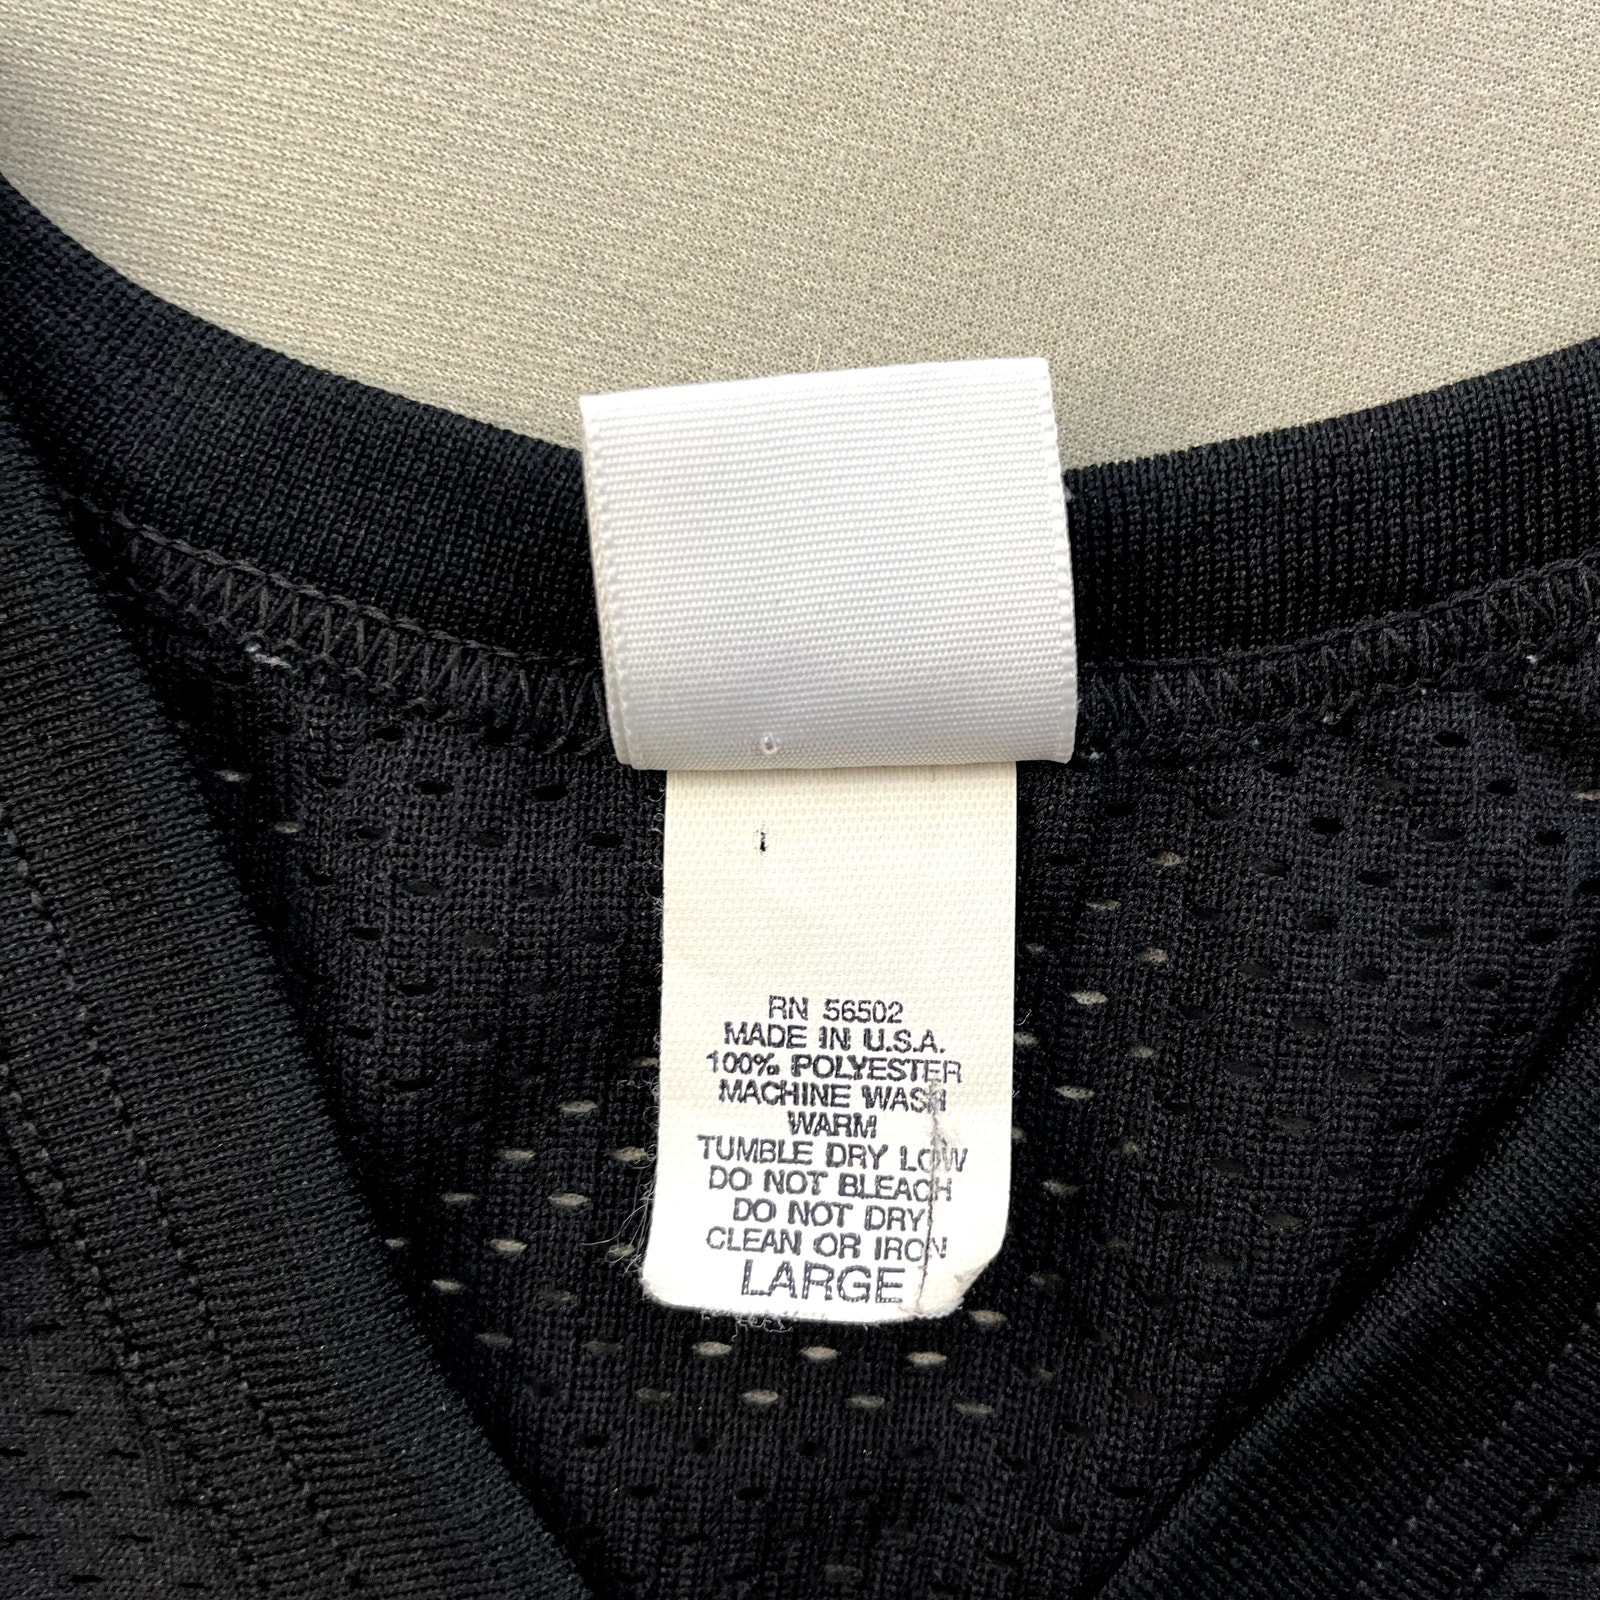 RN 56502
MADE IN U.S.A.
100% POLYESTER
MACHINE WASH
WARM
TUMBLE DRY LOW
DO NOT BLEACH
DO NOT DRY
CLEAN OR IRON
LARGE